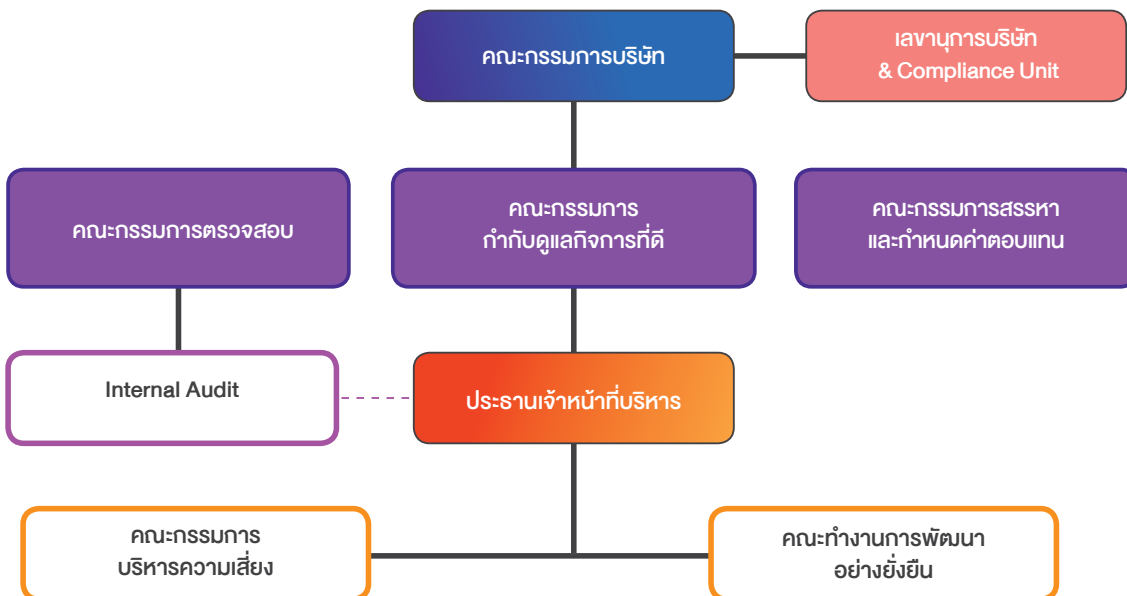 คณะกรรมการบริษัท
เลขานุการบริษัท
& Compliance Unit
คณะกรรมการตรวจสอบ
คณะกรรมการ
กำกับดูแลกิจการที่ดี
คณะกรรมการสรรหา
และกำหนดค่าตอบแทน
Internal Audit
ประธานเจ้าหน้าที่บริหาร
คณะกรรมการ
บริหารความเสี่ยง
คณะทำงานการพัฒนา
อย่างยั่งยืน